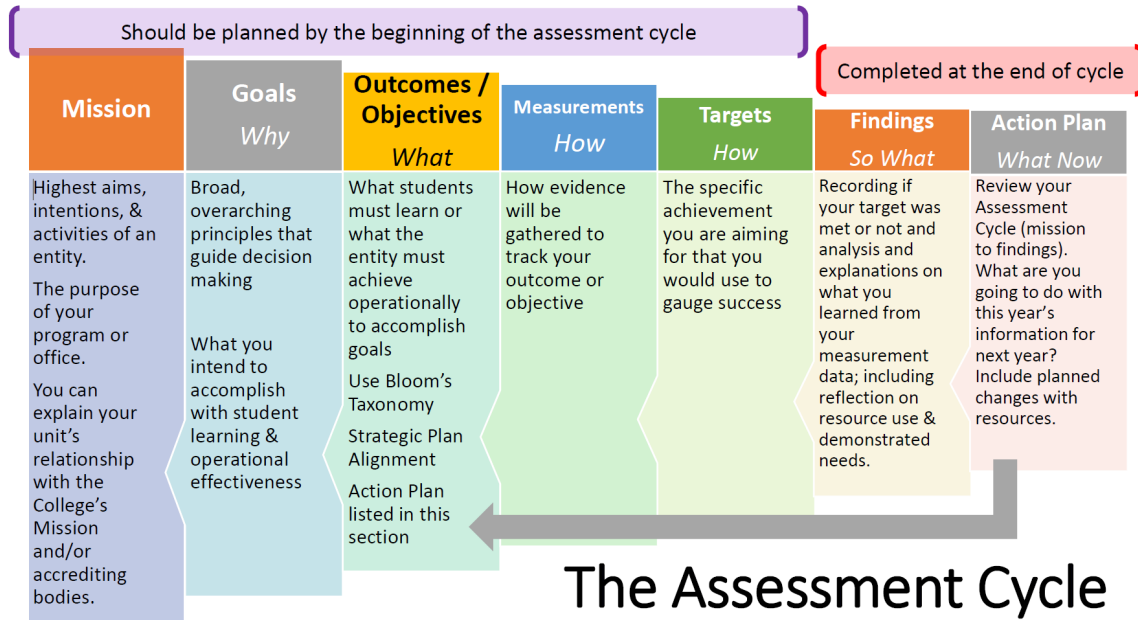 Should be planned by the beginning of the assessment cycle
Completed at the end of cycle
Mission
Highest aims,
intentions, &
activities of an
entity.
The purpose
of your
program or
office.
You can
explain your
unit's
relationship
with the
College's
Mission
and/or
accrediting
bodies.
Goals
Why
Broad,
overarching
principles that
guide decision
making
What you
intend to
accomplish
with student
learning &
operational
effectiveness
Outcomes /
Objectives
What
What students
must learn or
what the
entity must
achieve
operationally
to accomplish
goals
Use Bloom's
Taxonomy
Strategic Plan
Alignment
Action Plan
listed in this
section
Measurements
How
How evidence
will be
gathered to
track your
outcome or
objective
Targets
How
The specific
achievement
you are aiming
for that you
would use to
gauge success
Findings
So What
Recording if
your target was
met or not and
analysis and
explanations on
what you
learned from
your
measurement
data; including
reflection on
resource use &
demonstrated
needs.
Action Plan
What Now
Review your
Assessment
Cycle (mission
to findings).
What are you
going to do with
this year's
information for
next year?
Include planned
changes with
resources.
The Assessment Cycle